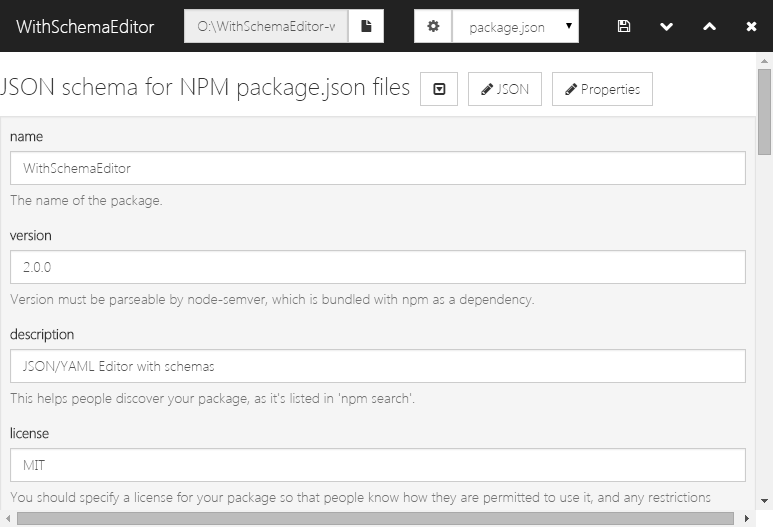 WithSchemaEditor O:\WithSchemaEditor-w package.json
JSON schema for NPM package.json files JSON Properties
name
WithSchemaEditor
The name of the package.
version
2.0.0
Version must be parseable by node-semver, which is bundled with npm as a dependency.
description
JSON/YAML Editor with schemas
This helps people discover your package, as it's listed in 'npm search'.
license
MIT
You should specify a license for your package so that people know how they are permitted to use it, and any restrictions